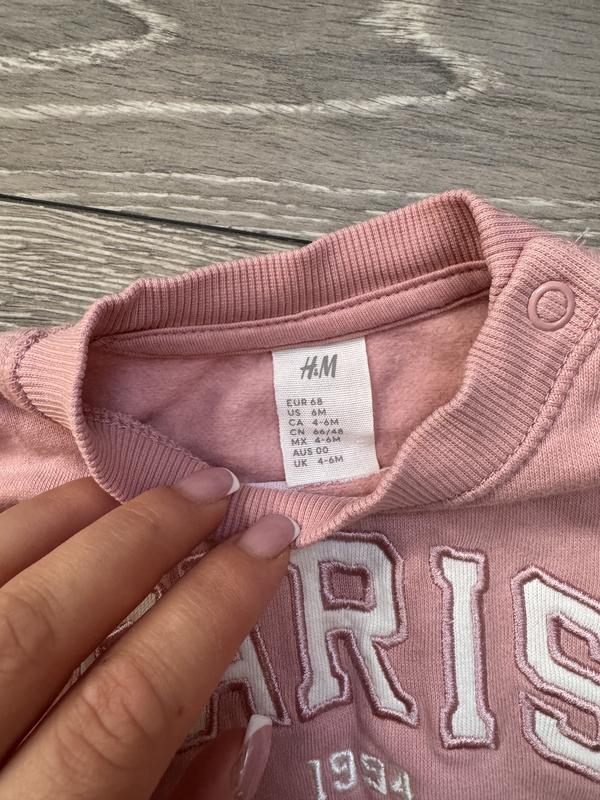 H&M
EUR 68
US 6M
CA 4-6M
CN 66/48
MX 4-6M
AUS 00
UK 4-6M
ARIS
1994